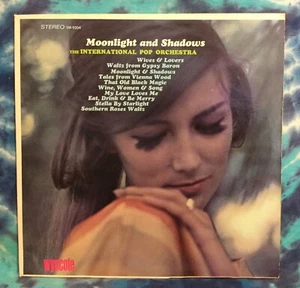 STEREO
Moonlight and Shadows
THE INTERNATIONAL POP ORCHESTRA
Wives & Lovers
Waltz from Gypsy Baron
Moonlight & Shadows
Tales from Vienna Wood
That Old Black Magic
Wine, Women & Song
My Love Loves Me
Eat, Drink & Be Merry
Stella By Starlight
Southern Roses Waltz
wyncote